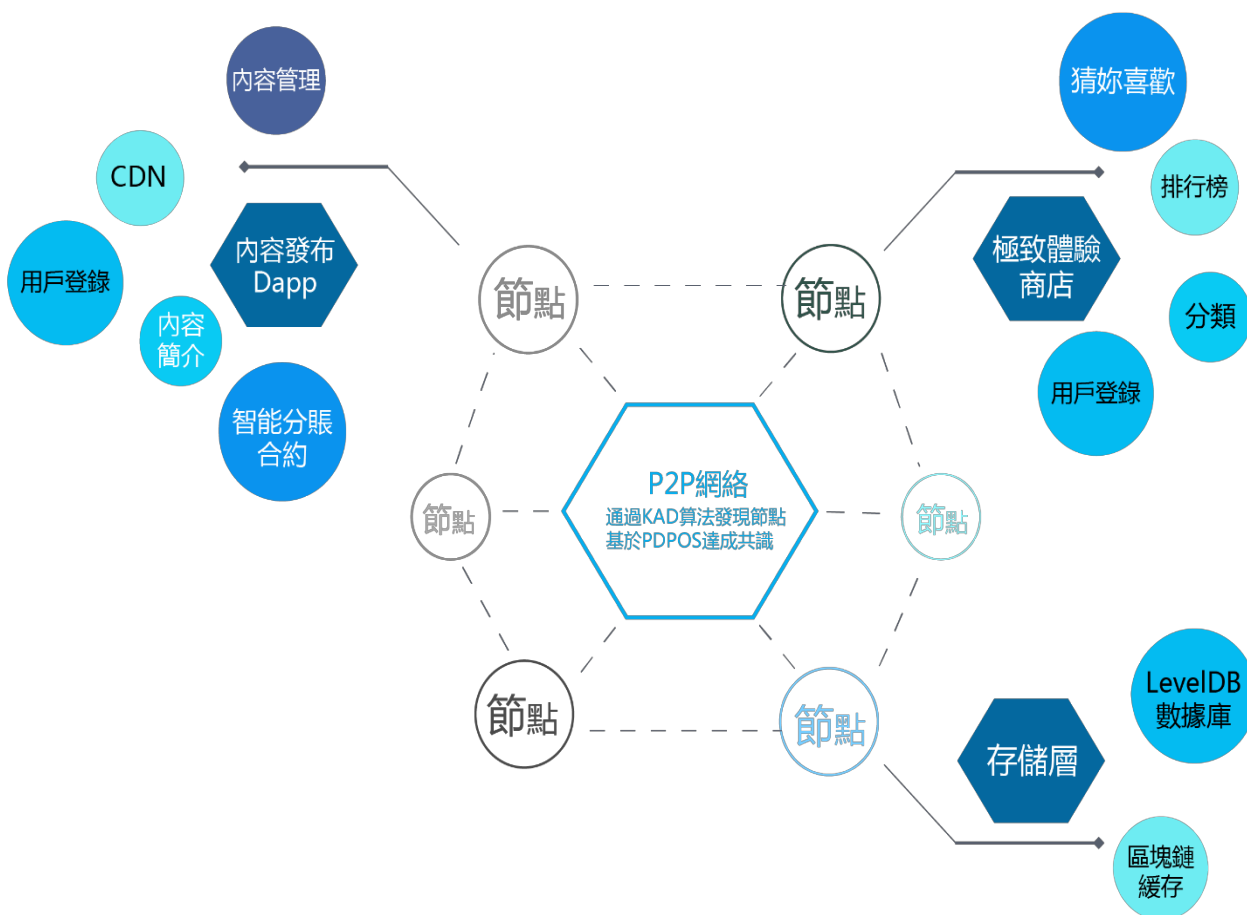 內容管理
CDN
用戶登錄
內容發布
Dapp
內容
簡介
智能分賬
合約
猜妳喜歡
排行榜
極致體驗
商店
分類
用戶登錄
節點
節點
節點
P2P網絡
通過KAD算法發現節點
基於PDPOS達成共識
節點
節點
節點
LevelDB
數據庫
存儲層
區塊鏈
緩存